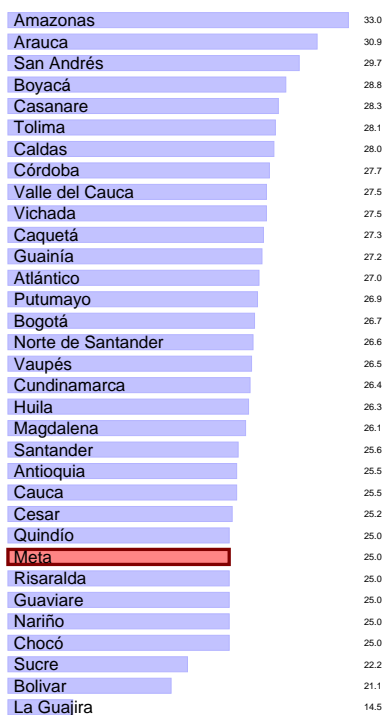 Amazonas 33.0
Arauca 30.9
San Andrés 29.7
Boyacá 28.8
Casanare 28.3
Tolima 28.1
Caldas 28.0
Córdoba 27.7
Valle del Cauca 27.5
Vichada 27.5
Caquetá 27.3
Guainía 27.2
Atlántico 27.0
Putumayo 26.9
Bogotá 26.7
Norte de Santander 26.6
Vaupés 26.5
Cundinamarca 26.4
Huila 26.3
Magdalena 26.1
Santander 25.6
Antioquia 25.5
Cauca 25.5
Cesar 25.2
Quindío 25.0
Meta 25.0
Risaralda 25.0
Guaviare 25.0
Nariño 25.0
Chocó 25.0
Sucre 22.2
Bolivar 21.1
La Guajira 14.5